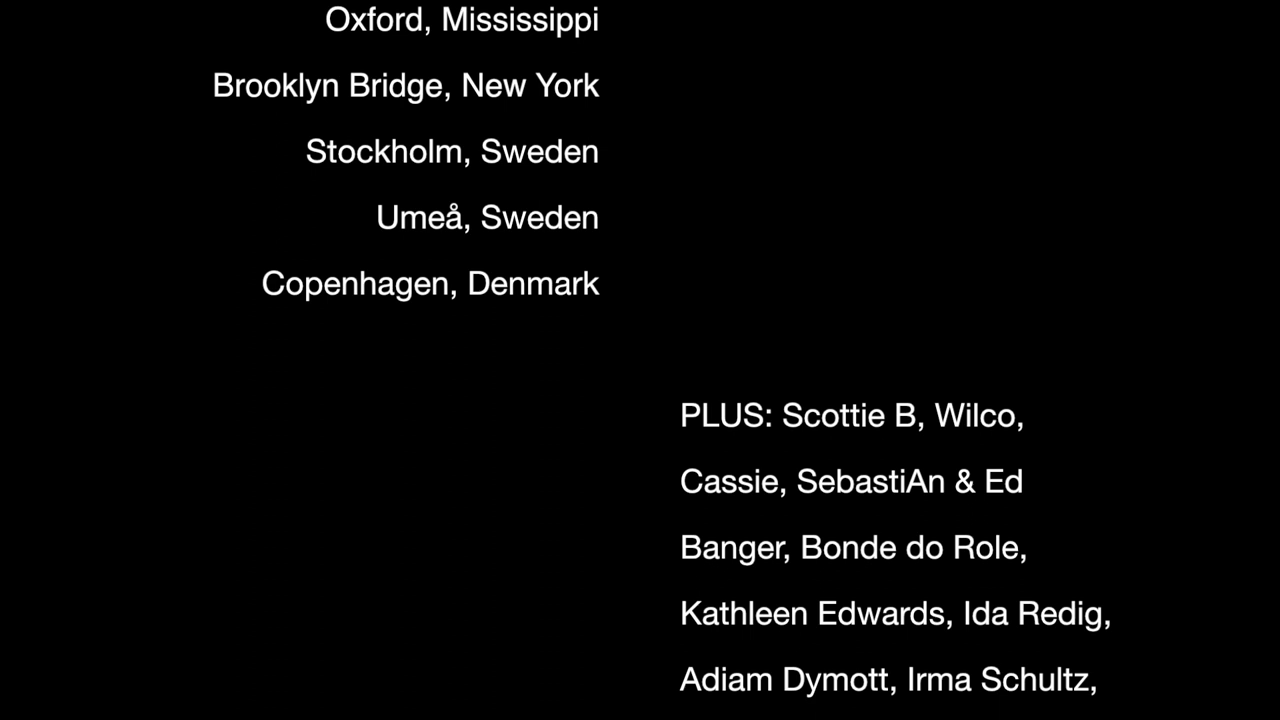 Oxford, Mississippi
Brooklyn Bridge, New York
Stockholm, Sweden
Umeå, Sweden
Copenhagen, Denmark
PLUS: Scottie B, Wilco,
Cassie, SebastiAn & Ed
Banger, Bonde do Role,
Kathleen Edwards, Ida Redig,
Adiam Dymott, Irma Schultz,